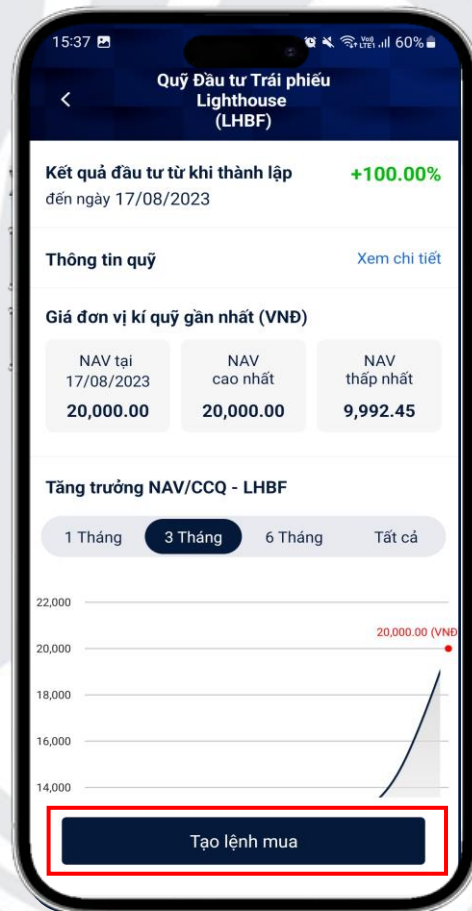 15:37
Vo)) LTE1 60%
Quỹ Đầu tư Trái phiếu
Lighthouse
(LHBF)
Kết quả đầu tư từ khi thành lập +100.00%
đến ngày 17/08/2023
Thông tin quỹ Xem chi tiết
Giá đơn vị kí quỹ gần nhất (VNĐ)
NAV tại
17/08/2023
20,000.00
NAV
cao nhất
20,000.00
NAV
thấp nhất
9,992.45
Tăng trưởng NAV/CCQ - LHBF
1 Tháng 3 Tháng 6 Tháng Tất cả
22,000
20,000.00 (VNĐ
20,000
18,000
16,000
14,000
Tạo lệnh mua